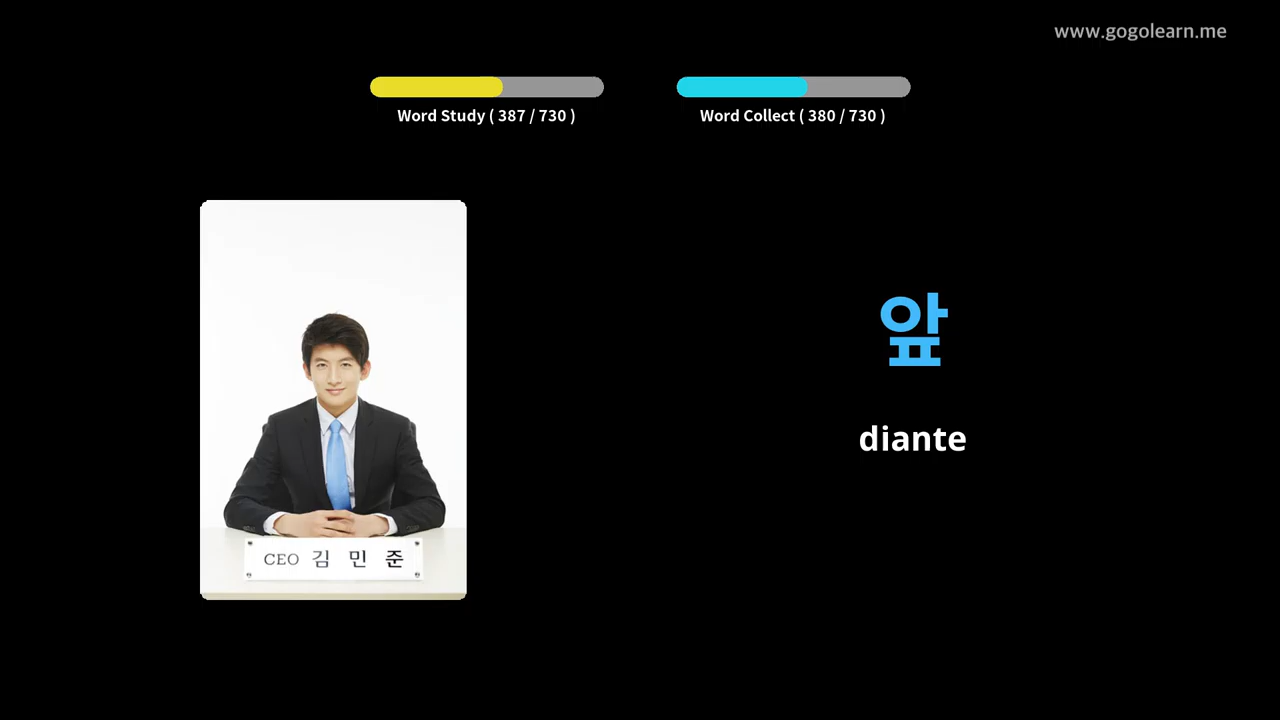 www.gogolearn.me
Word Study ( 387 / 730 )
Word Collect ( 380 / 730 )
앞
diante
CEO 김 민 준